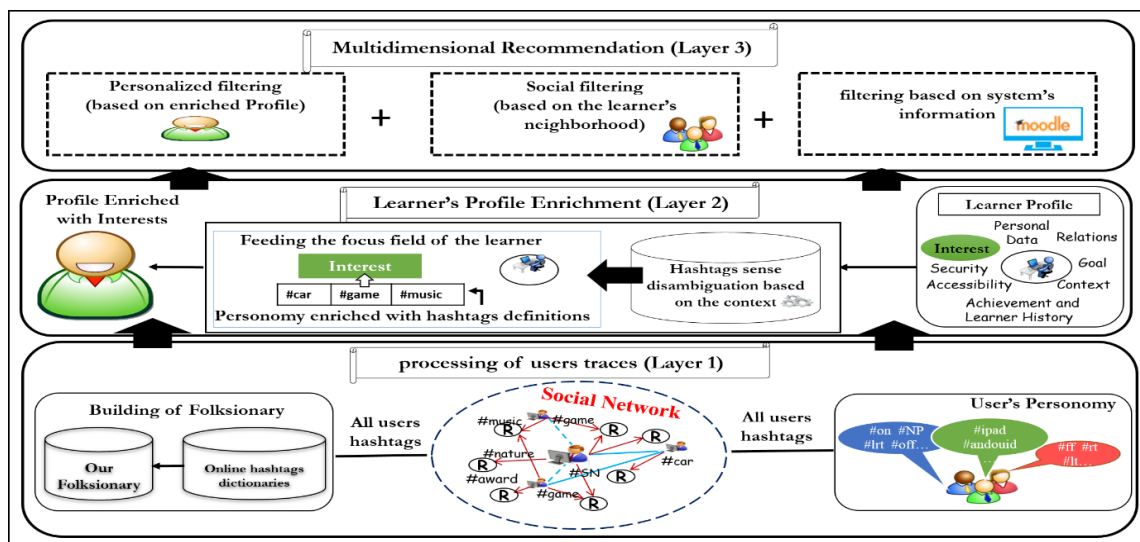 Multidimensional Recommendation (Layer 3)
Personalized filtering
(based on enriched Profile)
+
Social filtering
(based on the learner's
neighborhood)
+
filtering based on system's
information
moodle
Profile Enriched
with Interests
Learner's Profile Enrichment (Layer 2)
Feeding the focus field of the learner
Interest
#car #game #music
Personomy enriched with hashtags definitions
Hashtags sense
disambiguation based
on the context
Learner Profile
Personal
Data
Relations
Interest
Goal
Security
Accessibility
Context
Achievement and
Learner History
processing of users traces (Layer 1)
Building of Folksionary
Our
Folksionary
Online hashtags
dictionaries
All users
hashtags
Social Network
#music
#game
R
R
R
#nature
R
#SN
#car
R
#award
R
#game
R
All users
hashtags
User's Personomy
#on #NP
#lrt #off...
#ipad
#andouid
..
#ff #rt
#lt...